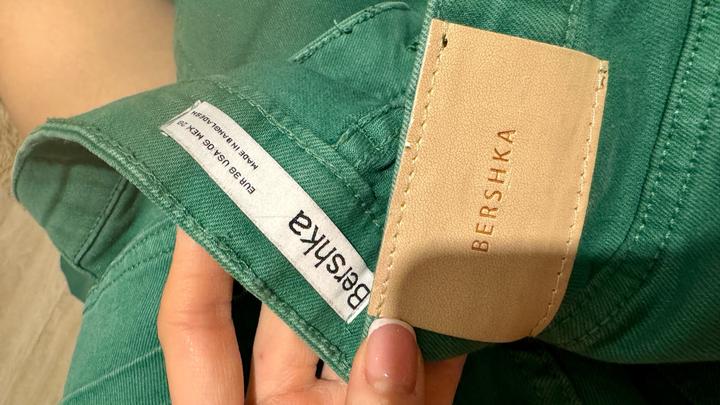 BERSHKA
Bershka
EUR 38 USA 06 MEX 28
MADE IN BANGLADESH